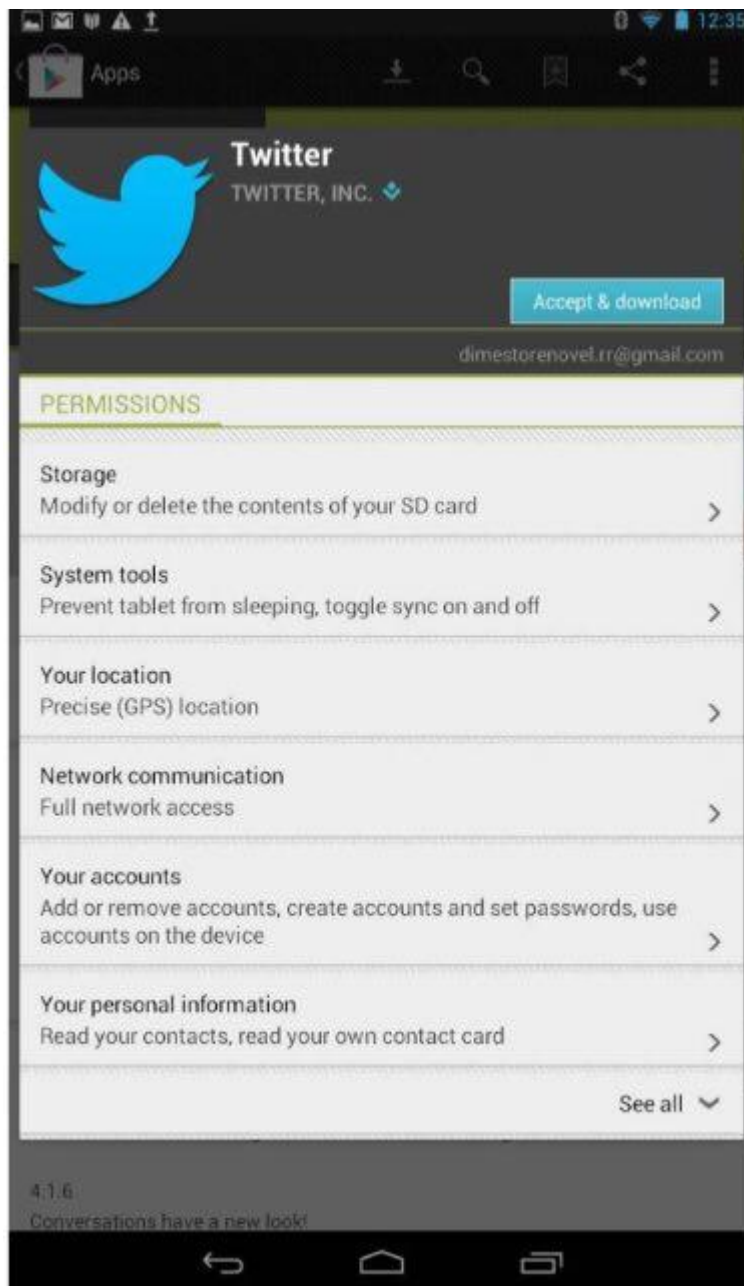 12:35
Apps
Twitter
TWITTER, INC.
Accept & download
dimestorenovel.rr@gmail.com
PERMISSIONS
Storage
Modify or delete the contents of your SD card
System tools
Prevent tablet from sleeping, toggle sync on and off
Your location
Precise (GPS) location
Network communication
Full network access
Your accounts
Add or remove accounts, create accounts and set passwords, use
accounts on the device
Your personal information
Read your contacts, read your own contact card
See all
4.1.6
Conversations have a new look!